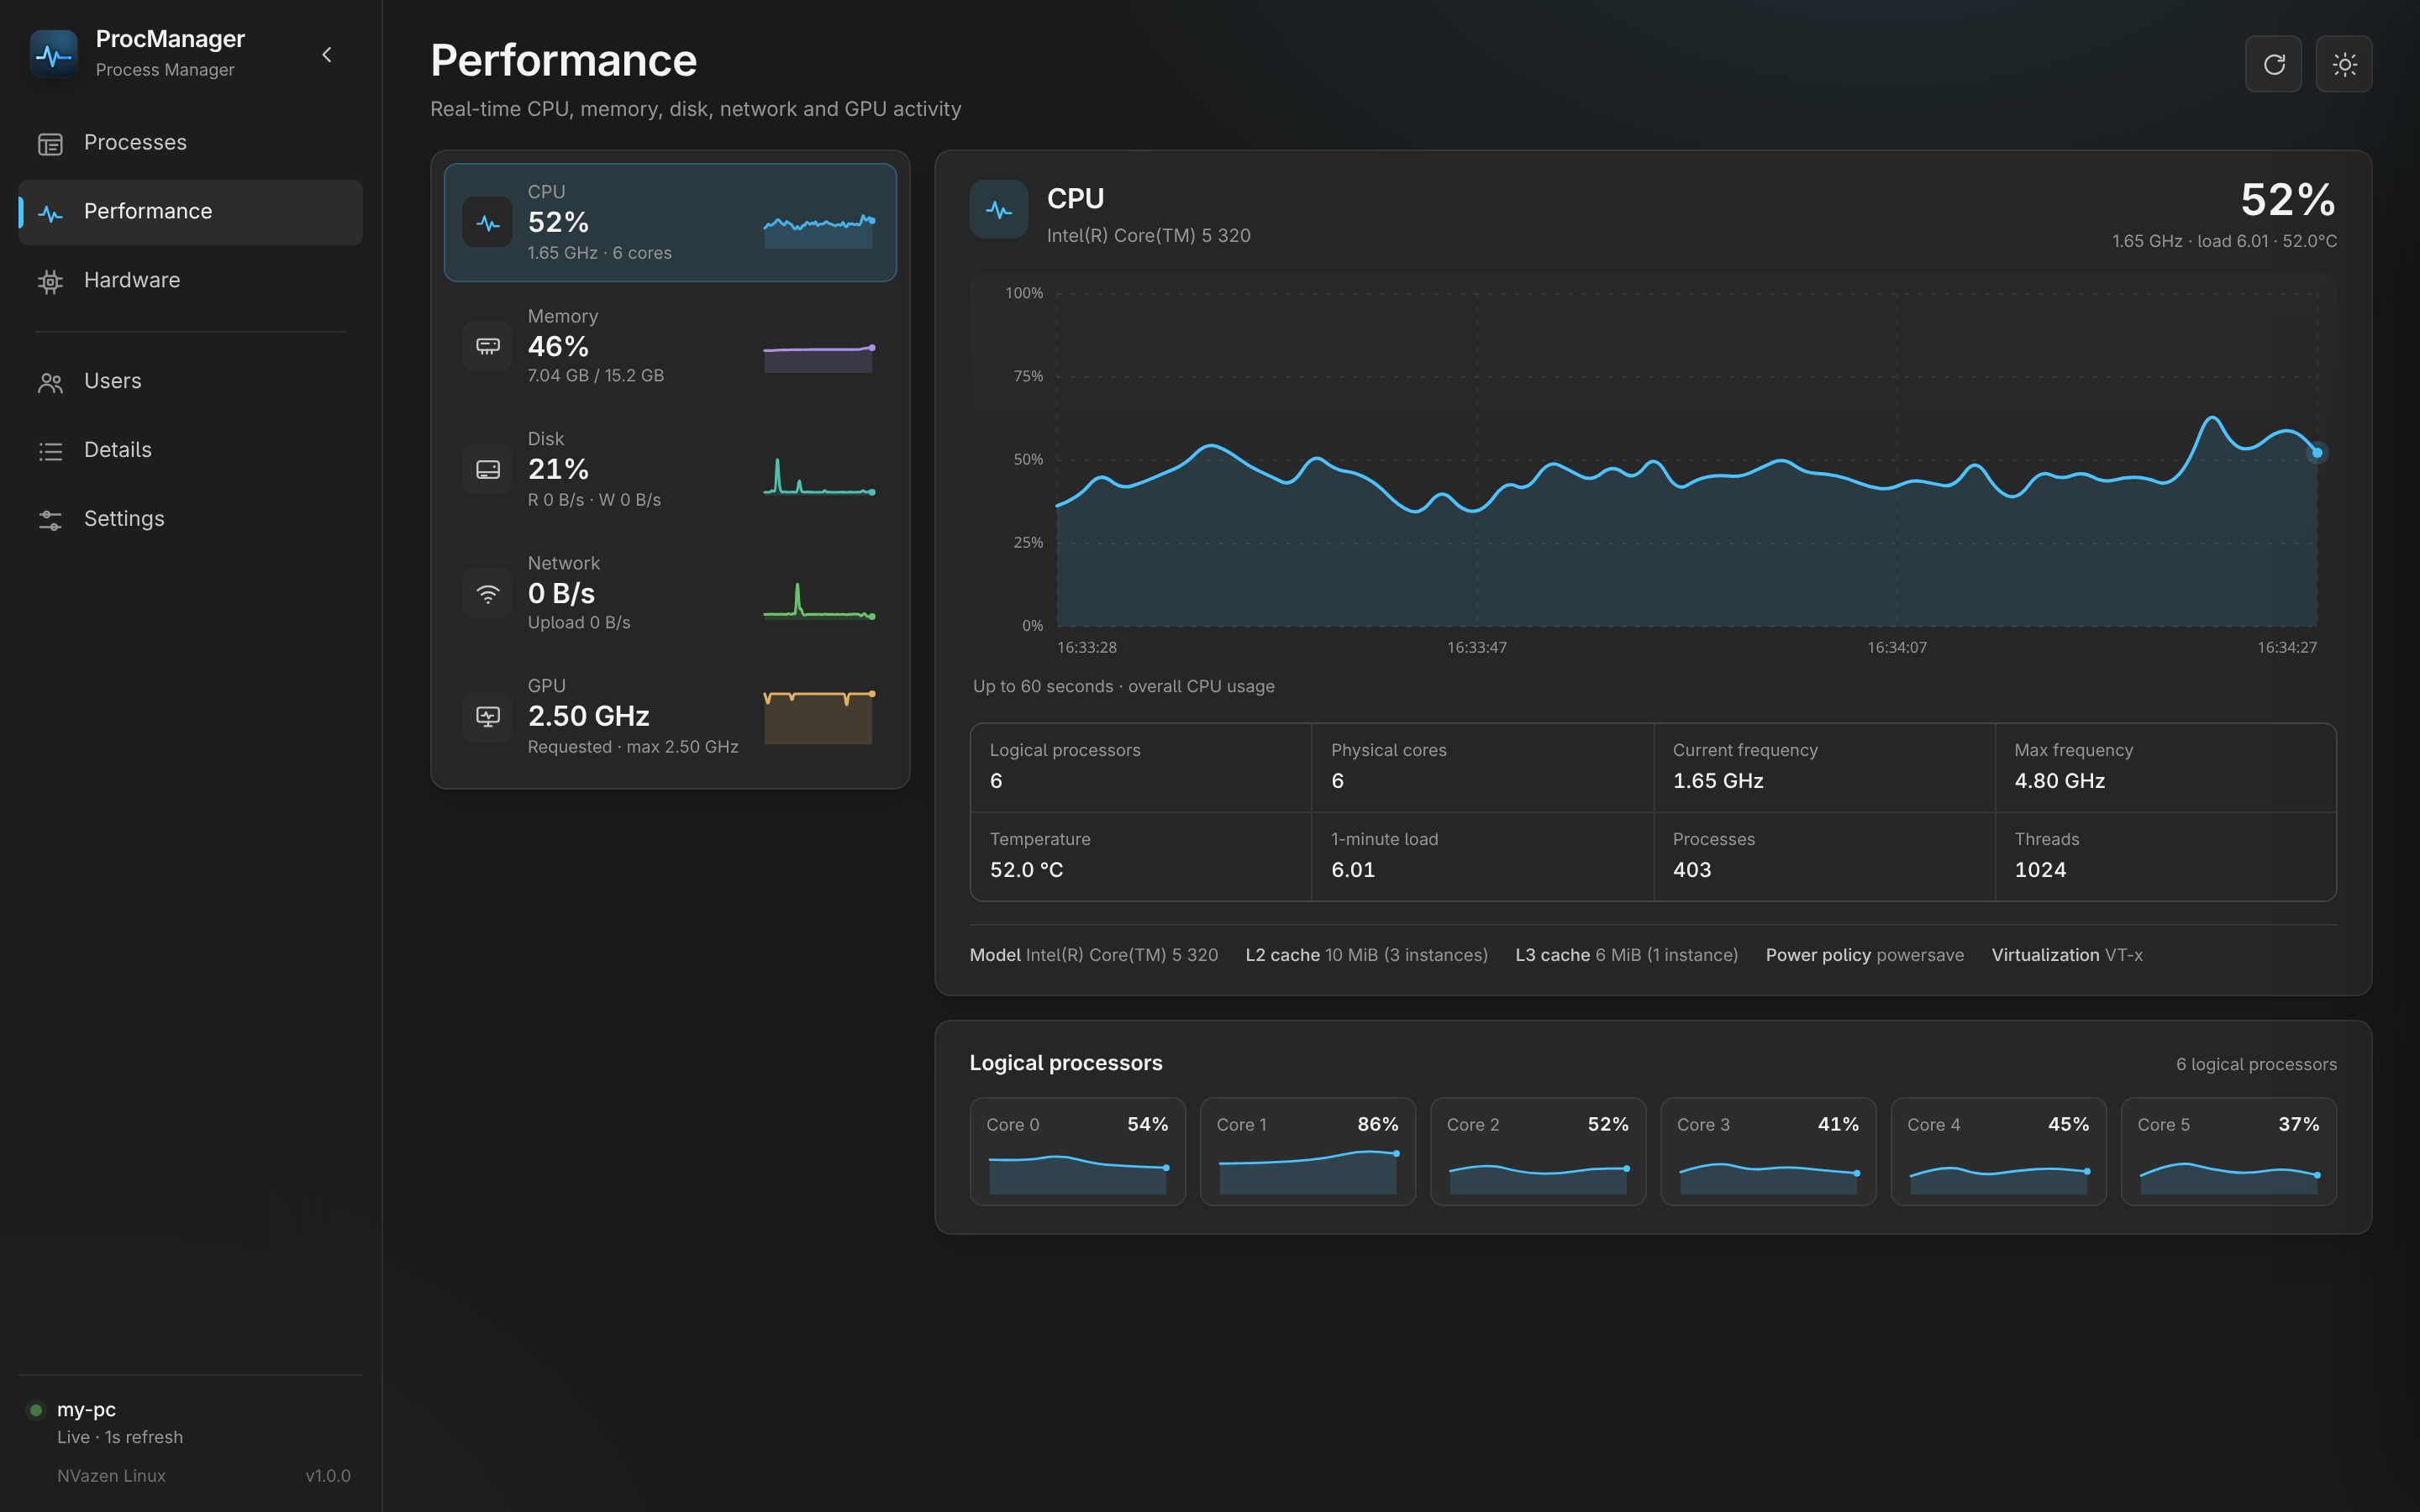 ProcManager
Process Manager
Processes
Performance
Hardware
Users
Details
Settings
my-pc
Live · 1s refresh
NVazen Linux
v1.0.0
Performance
Real-time CPU, memory, disk, network and GPU activity
CPU
52%
1.65 GHz · 6 cores
Memory
46%
7.04 GB / 15.2 GB
Disk
21%
R 0 B/s · W 0 B/s
Network
0 B/s
Upload 0 B/s
GPU
2.50 GHz
Requested · max 2.50 GHz
CPU
Intel(R) Core(TM) 5 320
52%
1.65 GHz · load 6.01 · 52.0°C
100%
75%
50%
25%
0%
16:33:28
16:33:47
16:34:07
16:34:27
Up to 60 seconds · overall CPU usage
Logical processors
6
Physical cores
6
Current frequency
1.65 GHz
Max frequency
4.80 GHz
Temperature
52.0 °C
1-minute load
6.01
Processes
403
Threads
1024
Model Intel(R) Core(TM) 5 320
L2 cache 10 MiB (3 instances)
L3 cache 6 MiB (1 instance)
Power policy powersave
Virtualization VT-x
Logical processors
6 logical processors
Core 0
54%
Core 1
86%
Core 2
52%
Core 3
41%
Core 4
45%
Core 5
37%